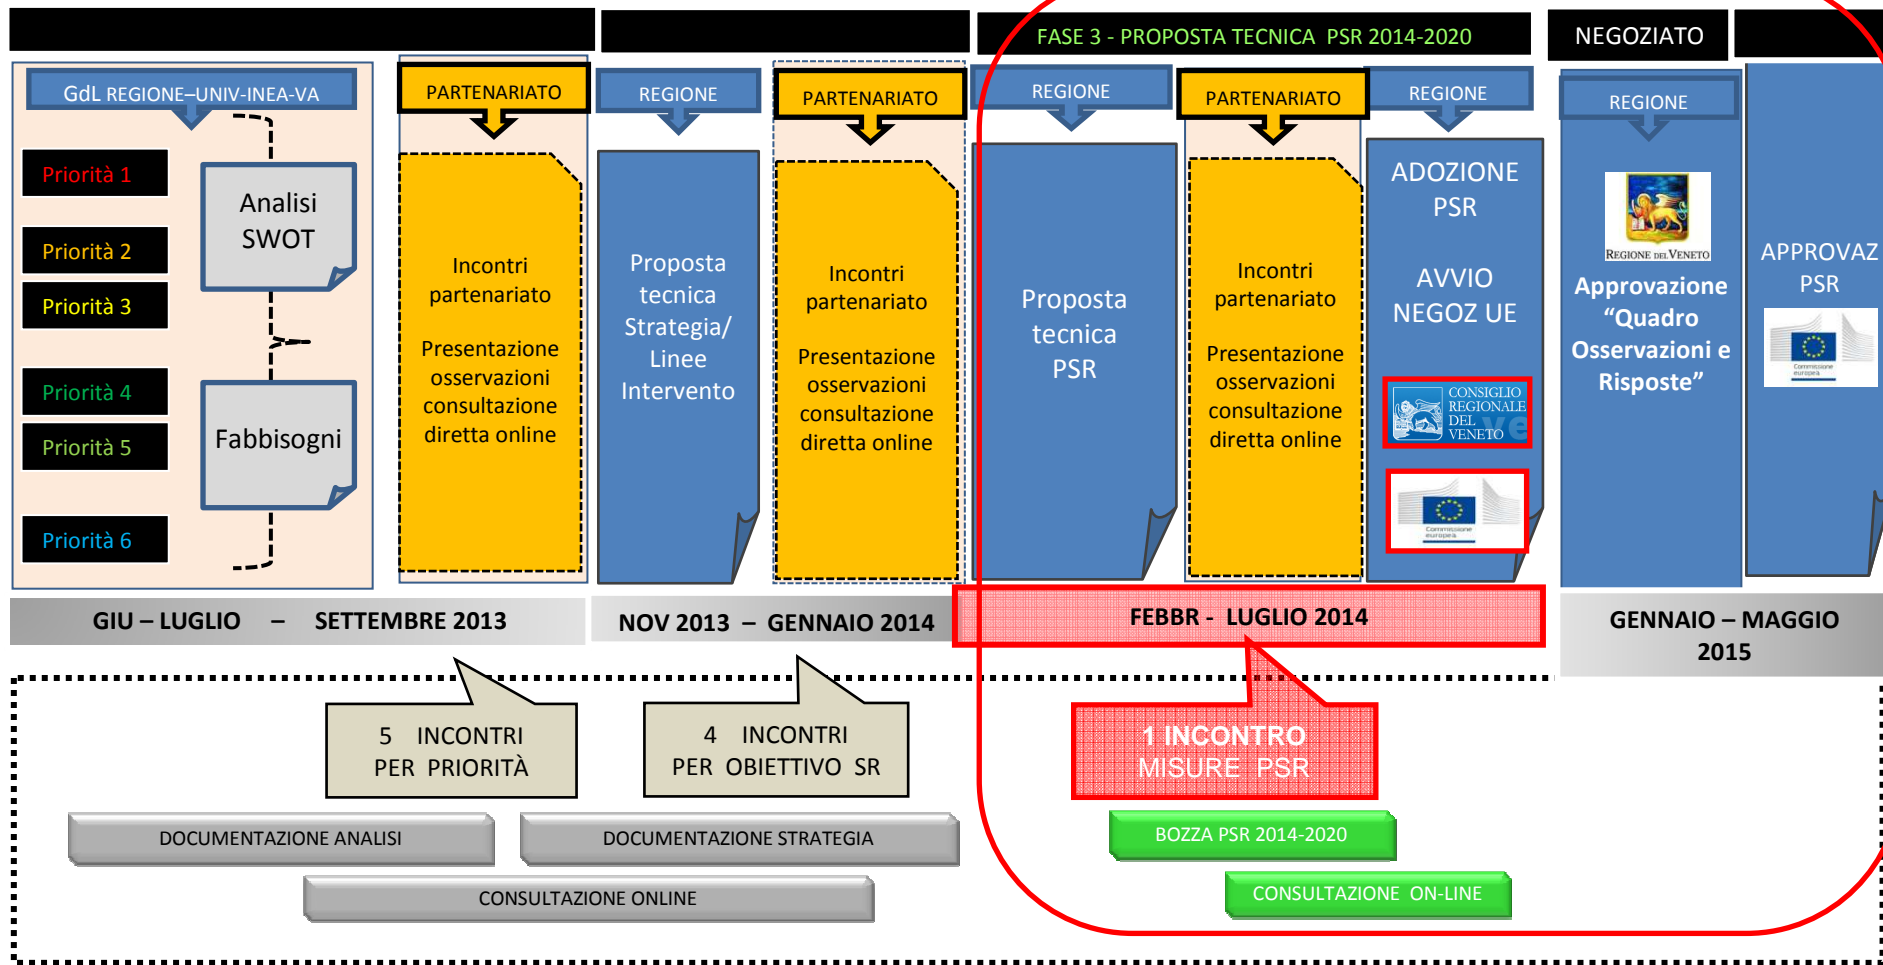 FASE 3 - PROPOSTA TECNICA PSR 2014-2020
NEGOZIATO
GdL REGIONE–UNIV-INEA-VA
Priorità 1
Priorità 2
Priorità 3
Priorità 4
Priorità 5
Priorità 6
Analisi
SWOT
Fabbisogni
PARTENARIATO
Incontri
partenariato
Presentazione
osservazioni
consultazione
diretta online
REGIONE
Proposta
tecnica
Strategia/
Linee
Intervento
PARTENARIATO
Incontri
partenariato
Presentazione
osservazioni
consultazione
diretta online
REGIONE
Proposta
tecnica
PSR
PARTENARIATO
Incontri
partenariato
Presentazione
osservazioni
consultazione
diretta online
REGIONE
ADOZIONE
PSR
AVVIO
NEGOZ UE
CONSIGLIO
REGIONALE
DEL
VENETO
ve
Commissione
europea
REGIONE
REGIONE DEL VENETO
Approvazione
“Quadro
Osservazioni e
Risposte”
APPROVAZ
PSR
Commissione
europea
GIU – LUGLIO – SETTEMBRE 2013
NOV 2013 – GENNAIO 2014
FEBBR - LUGLIO 2014
GENNAIO – MAGGIO
2015
5 INCONTRI
PER PRIORITÀ
4 INCONTRI
PER OBIETTIVO SR
1 INCONTRO
MISURE PSR
DOCUMENTAZIONE ANALISI
DOCUMENTAZIONE STRATEGIA
BOZZA PSR 2014-2020
CONSULTAZIONE ONLINE
CONSULTAZIONE ON-LINE